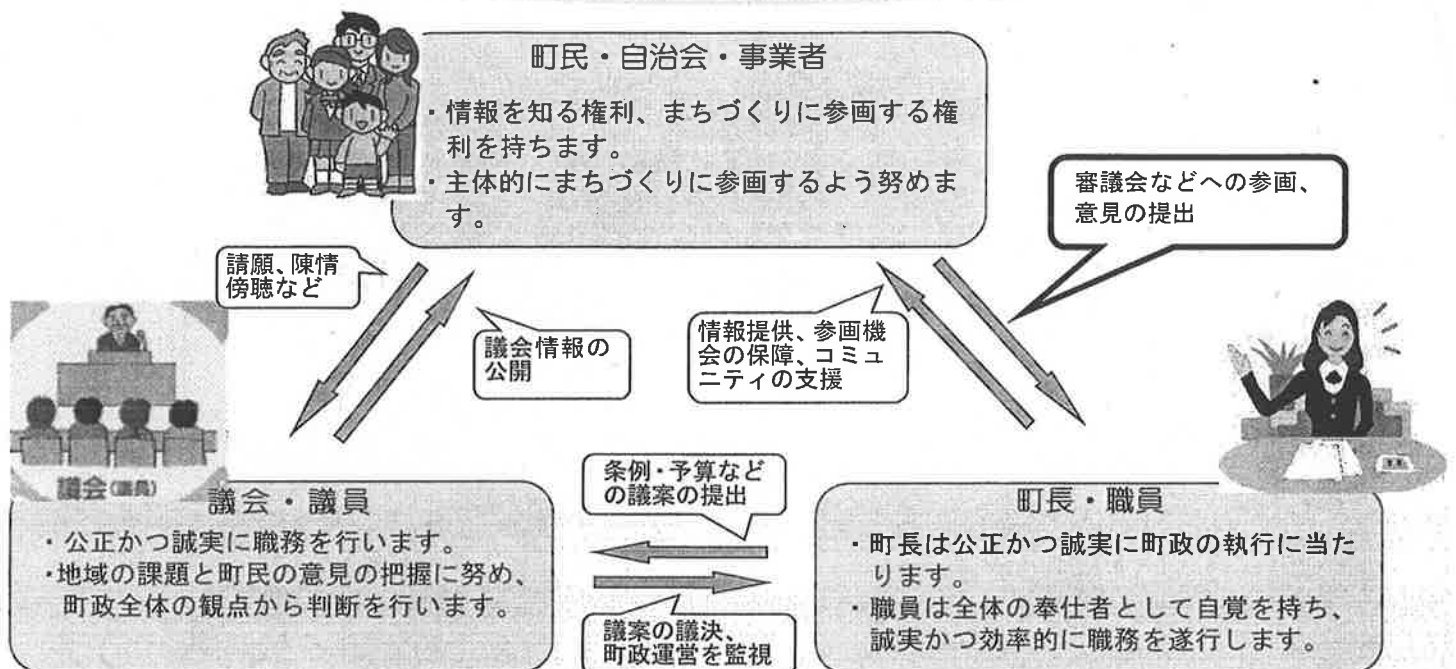 町民・自治会・事業者
・情報を知る権利、まちづくりに参画する権
利を持ちます。
・主体的にまちづくりに参画するよう努めま
す。
審議会などへの参画、
意見の提出
請願、陳情
傍聴など
議会情報の
公開
情報提供、参画機
会の保障、コミュ
ニティの支援
議会(議員)
条例・予算など
の議案の提出
議会・議員
・公正かつ誠実に職務を行います。
・地域の課題と町民の意見の把握に努め、
町政全体の観点から判断を行います。
町長・職員
・町長は公正かつ誠実に町政の執行に当た
ります。
・職員は全体の奉仕者として自覚を持ち、
誠実かつ効率的に職務を遂行します。
議案の議決、
町政運営を監視